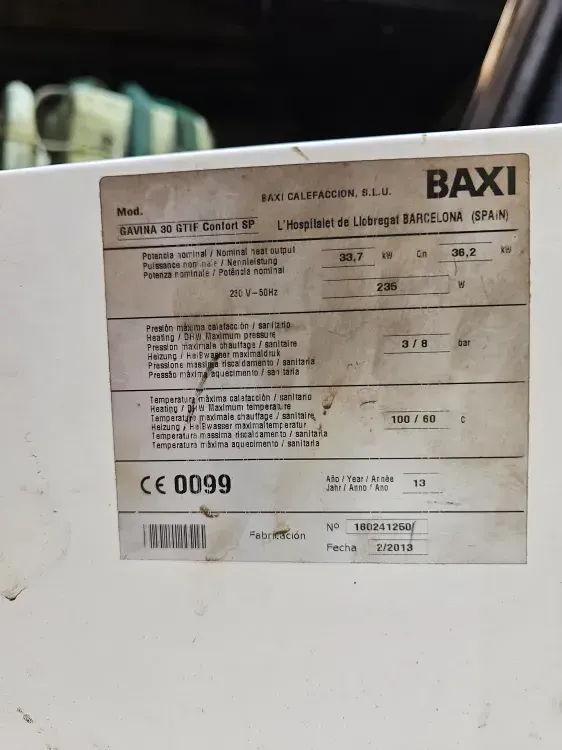 BAXI CALEFACCION, S.L.U. BAXI
Mod.
GAVINA 30 GTIF Confort SP
L'Hospitalet de Llobregat BARCELONA (SPAIN)
Potencia nominal / Nominal heat output
Puissance nominale / Nennleistung
Potenza nominale / Potência nominal
33,7 kW Qn 36,2 kW
230 V-50Hz 235 W
Presión máxima calefacción / sanitario
Heating / DHW Maximum pressure
Pression maximale chauffage / sanitaire
Heizung / Heißwasser maximaldruk
Pressione massima riscaldamento / sanitaria
Pressão máxima aquecimento / sanitaria
3 / 8 bar
Temperatura máxima calefacción / sanitario
Heating / DHW Maximum temperature
Temperature maximale chauffage / sanitaire
Heizung / Heißwasser maximaltemperatur
Temperatura massima riscaldamento / sanitaria
Temperatura máxima aquecimento / sanitaria
100 / 60 c
CE 0099
Año / Year / Année
Jahr / Anno / Ano
13
Fabricación
Nº 160241250
Fecha 2/2013